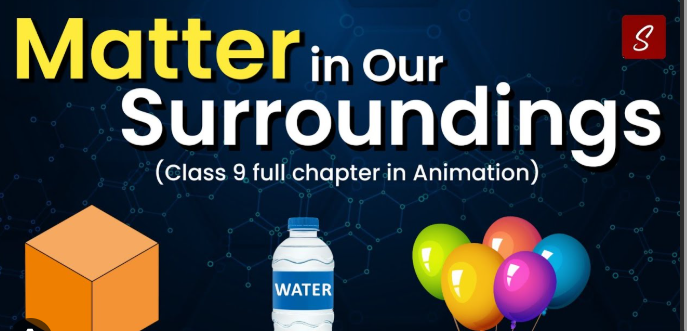 Matter in Our
Surroundings
(Class 9 full chapter in Animation)
S
WATER